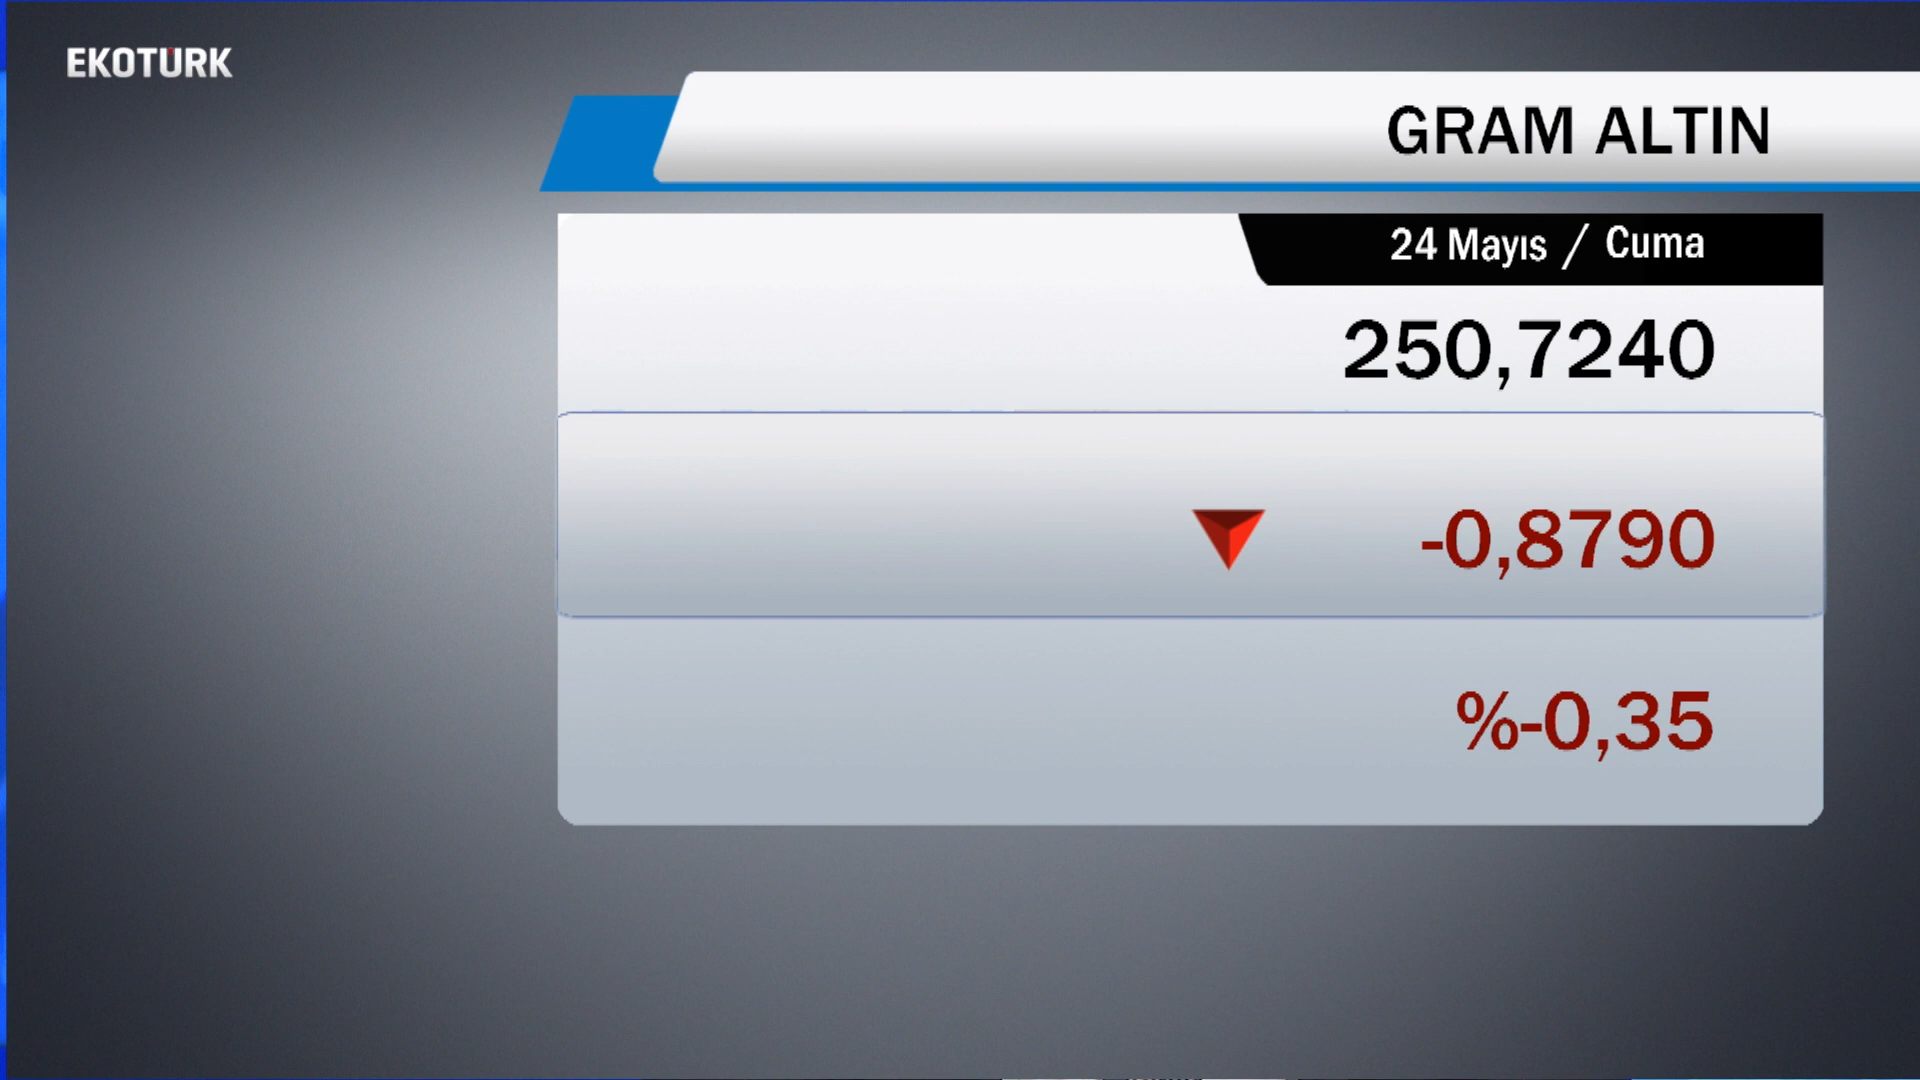 EKOTÜRK
GRAM ALTIN
24 Mayıs / Cuma
250,7240
-0,8790
%-0,35